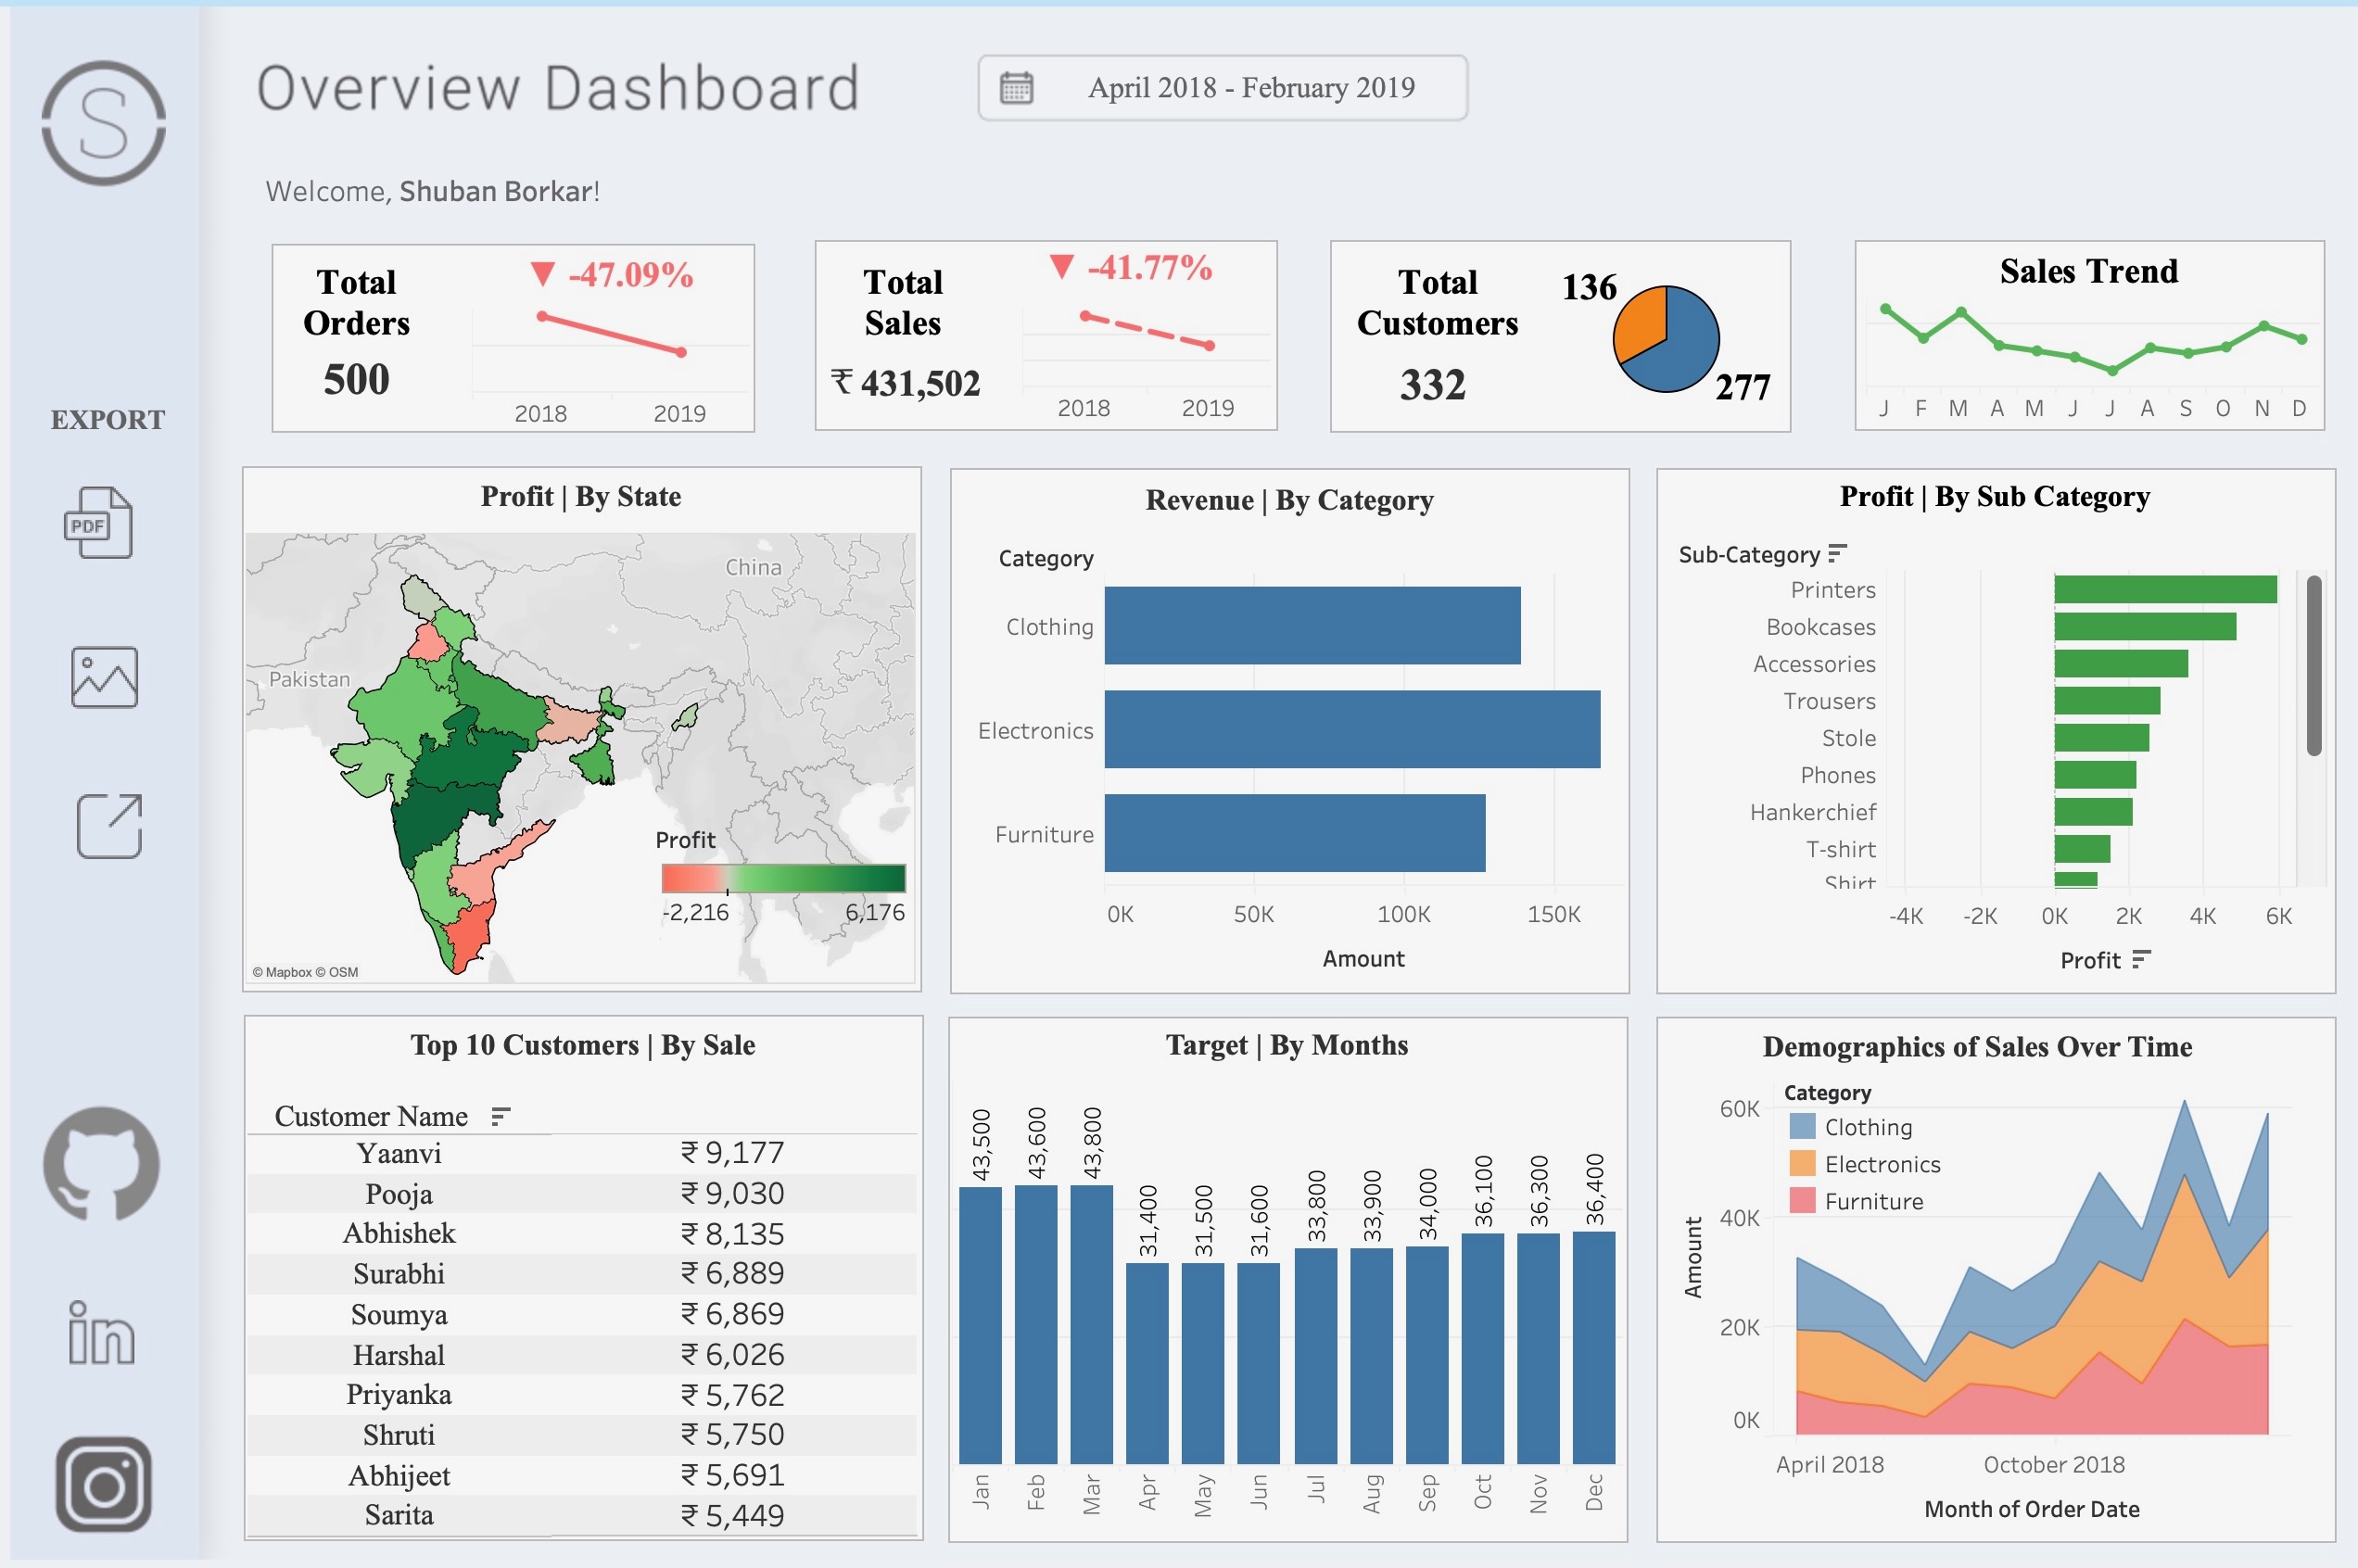 S
Overview Dashboard
April 2018 - February 2019
Welcome, Shuban Borkar!
EXPORT
PDF
in
Total
Orders
500
▼ -47.09%
2018 2019
Total
Sales
₹ 431,502
▼ -41.77%
2018 2019
Total
Customers
332
136
277
Sales Trend
J F M A M J J A S O N D
Profit | By State
China
Pakistan
Profit
-2,216 6,176
© Mapbox © OSM
Revenue | By Category
Category
Clothing
Electronics
Furniture
0K 50K 100K 150K
Amount
Profit | By Sub Category
Sub-Category
Printers
Bookcases
Accessories
Trousers
Stole
Phones
Hankerchief
T-shirt
Shirt
-4K -2K 0K 2K 4K 6K
Profit
Top 10 Customers | By Sale
Customer Name
Yaanvi ₹ 9,177
Pooja ₹ 9,030
Abhishek ₹ 8,135
Surabhi ₹ 6,889
Soumya ₹ 6,869
Harshal ₹ 6,026
Priyanka ₹ 5,762
Shruti ₹ 5,750
Abhijeet ₹ 5,691
Sarita ₹ 5,449
Target | By Months
43,500 43,600 43,800 31,400 31,500 31,600 33,800 33,900 34,000 36,100 36,300 36,400
Jan Feb Mar Apr May Jun Jul Aug Sep Oct Nov Dec
Demographics of Sales Over Time
Category
Clothing
Electronics
Furniture
60K
40K
20K
0K
Amount
April 2018 October 2018
Month of Order Date